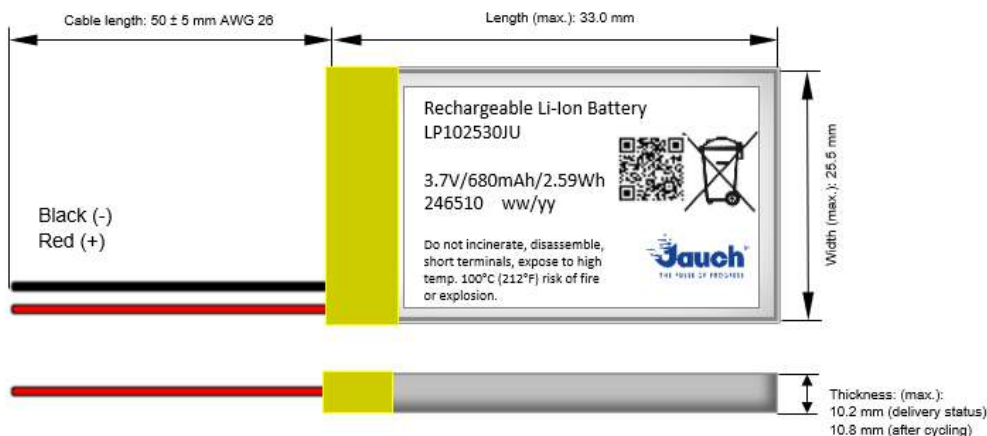 Cable length: 50 ± 5 mm AWG 26
Length (max.): 33.0 mm
Rechargeable Li-Ion Battery
LP102530JU
3.7V/680mAh/2.59Wh
246510 ww/yy
Do not incinerate, disassemble,
short terminals, expose to high
temp. 100°C (212°F) risk of fire
or explosion.
Jauch
THE PULSE OF PROGRESS
Black (-)
Red (+)
Width (max.): 25.5 mm
Thickness: (max.):
10.2 mm (delivery status)
10.8 mm (after cycling)